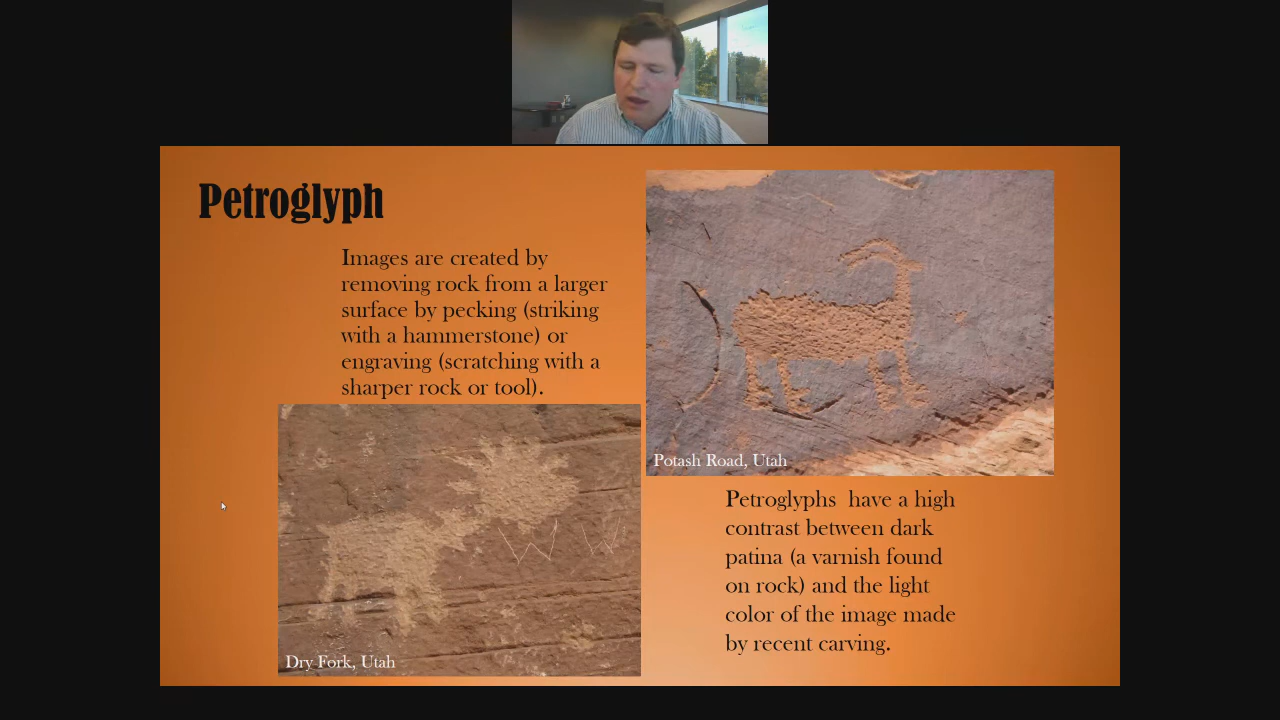 Petroglyph
Images are created by
removing rock from a larger
surface by pecking (striking
with a hammerstone) or
engraving (scratching with a
sharper rock or tool).
Potash Road, Utah
Dry Fork, Utah
Petroglyphs have a high
contrast between dark
patina (a varnish found
on rock) and the light
color of the image made
by recent carving.